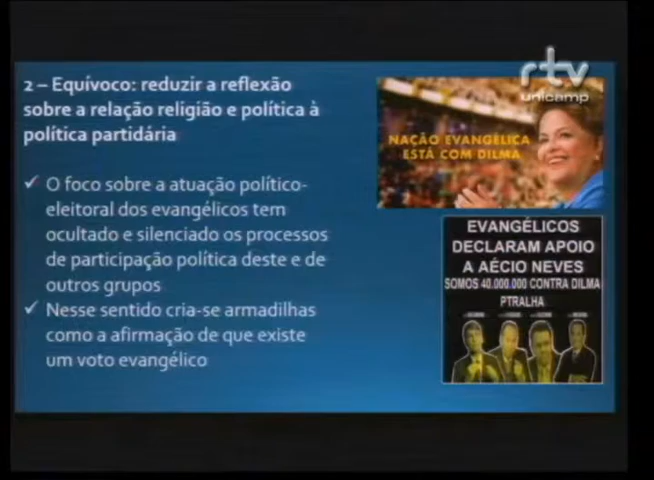 rtv
unicamp
2 – Equívoco: reduzir a reflexão
sobre a relação religião e política à
política partidária
✓ O foco sobre a atuação político-
eleitoral dos evangélicos tem
ocultado e silenciado os processos
de participação política deste e de
outros grupos
✓ Nesse sentido cria-se armadilhas
como a afirmação de que existe
um voto evangélico
NAÇÃO EVANGÉLICA
ESTÁ COM DILMA
EVANGÉLICOS
DECLARAM APOIO
A AÉCIO NEVES
SOMOS 40.000.000 CONTRA DILMA
PTRALHA